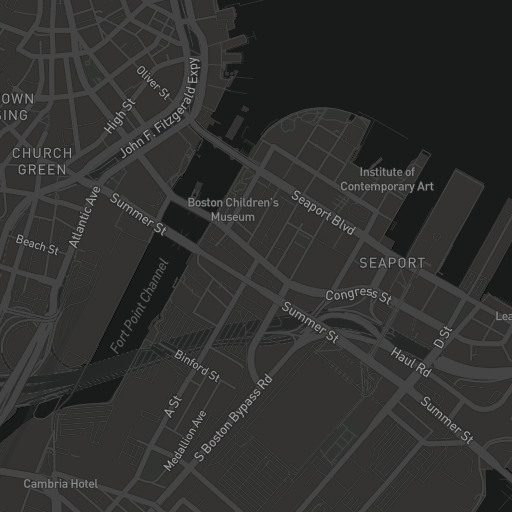 Oliver St
OWN
SING
High St
John F. Fitzgerald Expy
CHURCH
GREEN
Institute of
Contemporary Art
Atlantic Ave
Summer St
Boston Children's
Museum
Seaport Blvd
Beach St
SEAPORT
Fort Point Channel
Congress St
Summer St
Lea
D St
Binford St
Haul Rd
A St
Medallion Ave
S Boston Bypass Rd
Summer St
Cambria Hotel